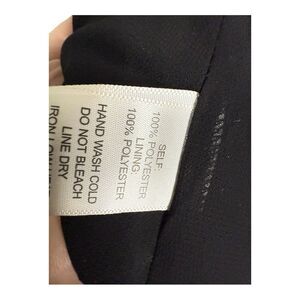 SELF:
100% POLYESTER
LINING:
100% POLYESTER
HAND WASH COLD
DO NOT BLEACH
LINE DRY
IRON LOW